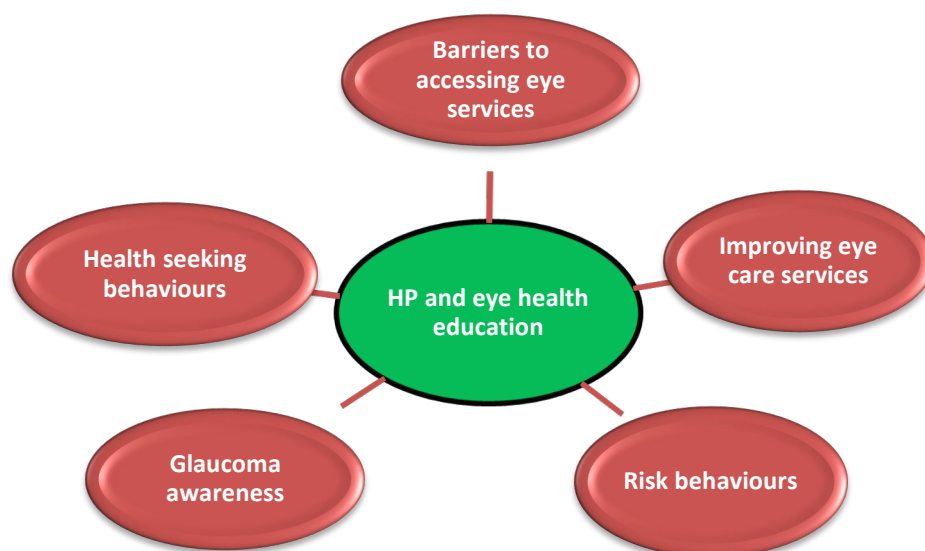 Barriers to
accessing eye
services
Health seeking
behaviours
HP and eye health
education
Improving eye
care services
Glaucoma
awareness
Risk behaviours